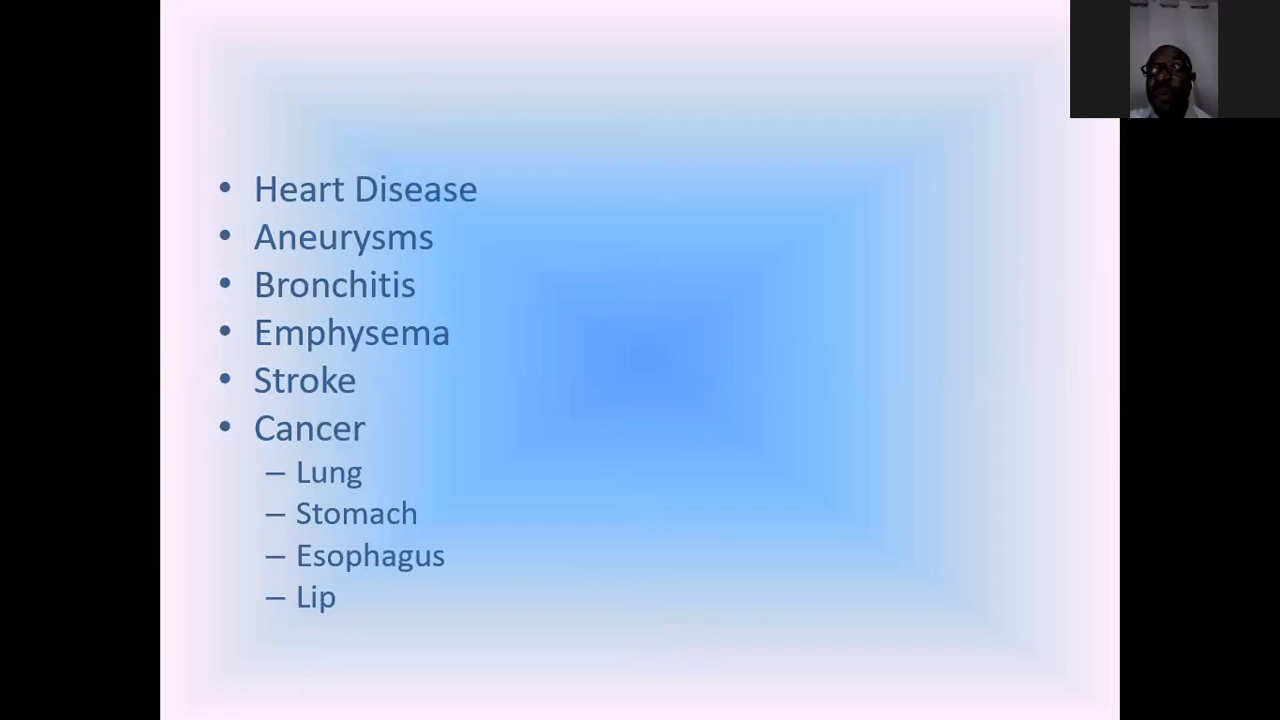 • Heart Disease
• Aneurysms
• Bronchitis
• Emphysema
• Stroke
• Cancer
– Lung
– Stomach
– Esophagus
– Lip